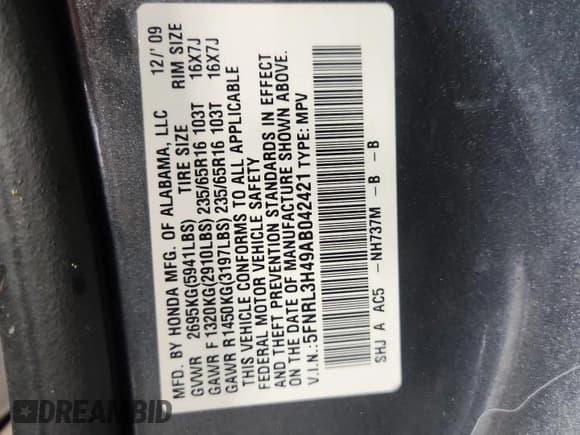 MFD. BY HONDA MFG. OF ALABAMA, LLC 12/'09
GVWR 2695KG(5941LBS) TIRE SIZE RIM SIZE
GAWR F 1320KG(2910LBS) 235/65R16 103T 16X7J
GAWR R1450KG(3197LBS) 235/65R16 103T 16X7J
THIS VEHICLE CONFORMS TO ALL APPLICABLE
FEDERAL MOTOR VEHICLE SAFETY
AND THEFT PREVENTION STANDARDS IN EFFECT
ON THE DATE OF MANUFACTURE SHOWN ABOVE.
V.I.N.:5FNRL3H49AB042421 TYPE: MPV
SHJ A AC5 -NH737M -B -B
DREAMBID